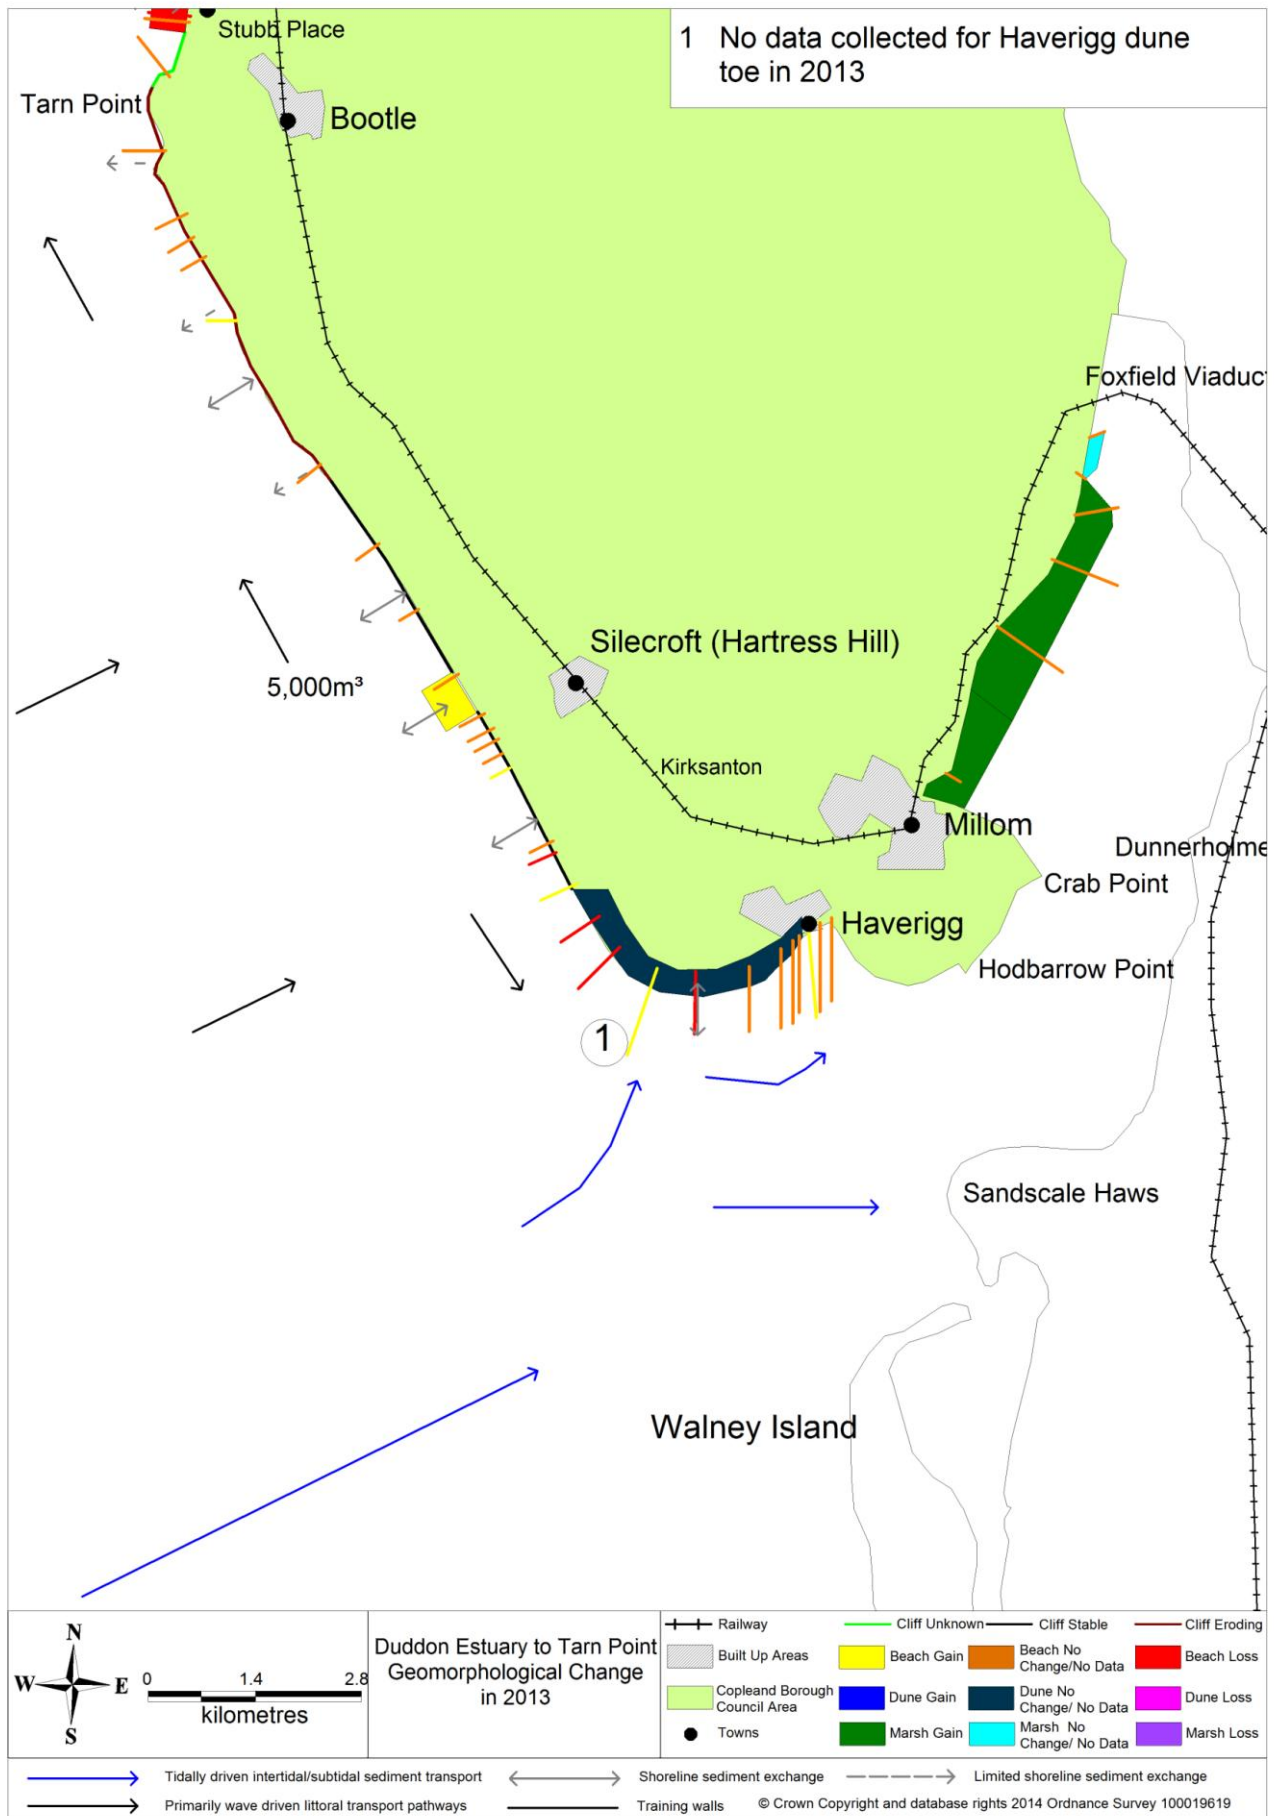 Stubb Place
1 No data collected for Haverigg dune
toe in 2013
Tarn Point
Bootle
Foxfield Viaduc
Silecroft (Hartress Hill)
5,000m³
Kirksanton
Millom
Dunnerholme
Crab Point
Haverigg
Hodbarrow Point
1
Sandscale Haws
Walney Island
N
W E
S
0 1.4 2.8
kilometres
Duddon Estuary to Tarn Point
Geomorphological Change
in 2013
Railway
Cliff Unknown
Cliff Stable
Cliff Eroding
Built Up Areas
Beach Gain
Beach No
Change/No Data
Beach Loss
Copleand Borough
Council Area
Dune Gain
Dune No
Change/ No Data
Dune Loss
Towns
Marsh Gain
Marsh No
Change/ No Data
Marsh Loss
Tidally driven intertidal/subtidal sediment transport
Shoreline sediment exchange
Limited shoreline sediment exchange
Primarily wave driven littoral transport pathways
Training walls
© Crown Copyright and database rights 2014 Ordnance Survey 100019619